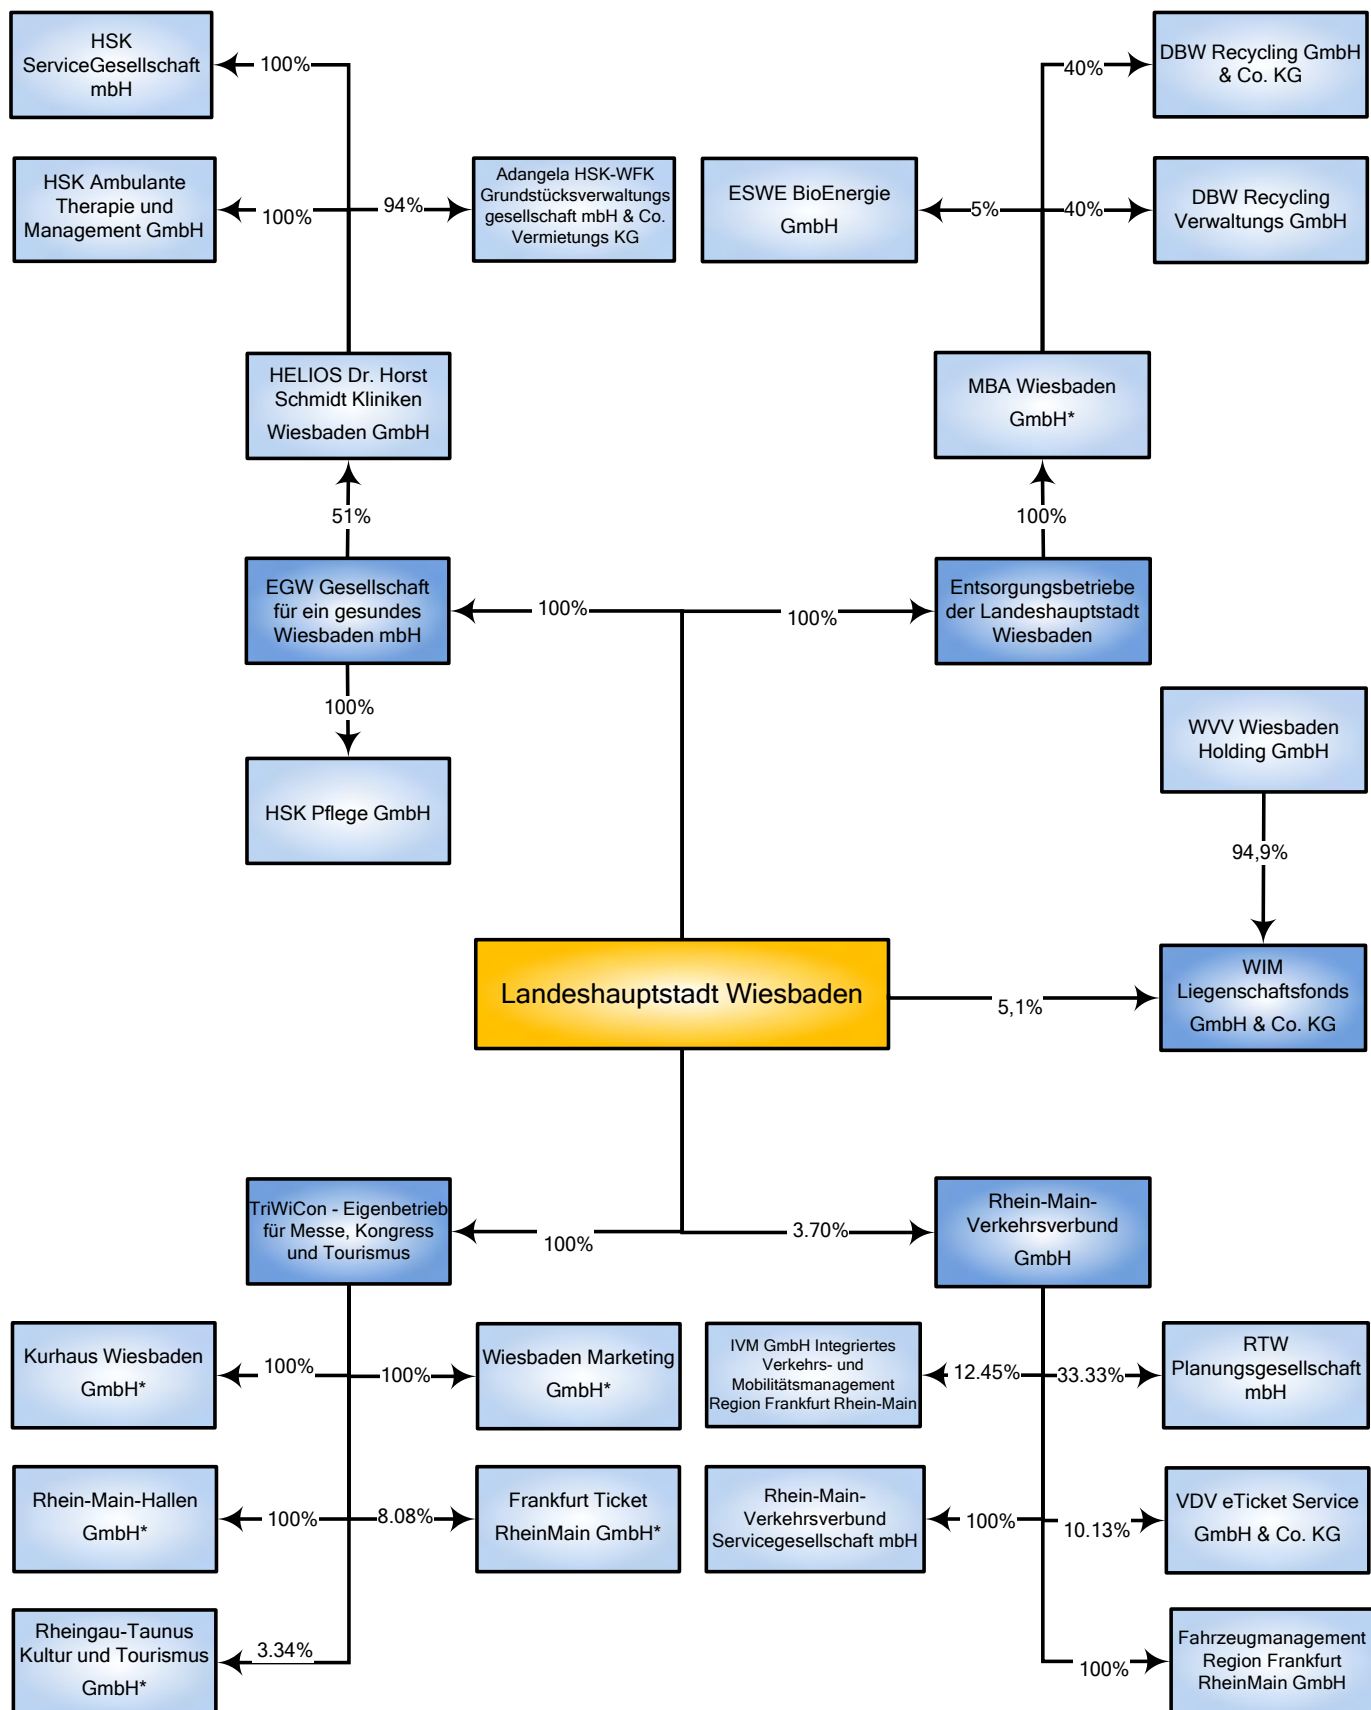 HSK
ServiceGesellschaft
mbH
100%
40%
DBW Recycling GmbH
& Co. KG
HSK Ambulante
Therapie und
Management GmbH
100%
94%
Adangela HSK-WFK
Grundstücksverwaltungs
gesellschaft mbH & Co.
Vermietungs KG
ESWE BioEnergie
GmbH
5%
40%
DBW Recycling
Verwaltungs GmbH
HELIOS Dr. Horst
Schmidt Kliniken
Wiesbaden GmbH
MBA Wiesbaden
GmbH*
51%
100%
EGW Gesellschaft
für ein gesundes
Wiesbaden mbH
100%
100%
Entsorgungsbetriebe
der Landeshauptstadt
Wiesbaden
100%
HSK Pflege GmbH
WVV Wiesbaden
Holding GmbH
94,9%
Landeshauptstadt Wiesbaden
5,1%
WIM
Liegenschaftsfonds
GmbH & Co. KG
TriWiCon - Eigenbetrieb
für Messe, Kongress
und Tourismus
100%
3.70%
Rhein-Main-
Verkehrsverbund
GmbH
Kurhaus Wiesbaden
GmbH*
100%
100%
Wiesbaden Marketing
GmbH*
IVM GmbH Integriertes
Verkehrs- und
Mobilitätsmanagement
Region Frankfurt Rhein-Main
12.45%
33.33%
RTW
Planungsgesellschaft
mbH
Rhein-Main-Hallen
GmbH*
100%
8.08%
Frankfurt Ticket
RheinMain GmbH*
Rhein-Main-
Verkehrsverbund
Servicegesellschaft mbH
100%
10.13%
VDV eTicket Service
GmbH & Co. KG
Rheingau-Taunus
Kultur und Tourismus
GmbH*
3.34%
100%
Fahrzeugmanagement
Region Frankfurt
RheinMain GmbH